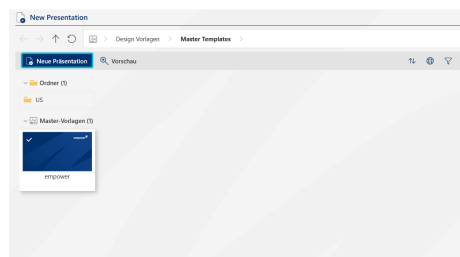 New Presentation
Design Vorlagen > Master Templates >
Neue Präsentation Vorschau
Ordner (1)
US
Master-Vorlagen (1)
empower
empower